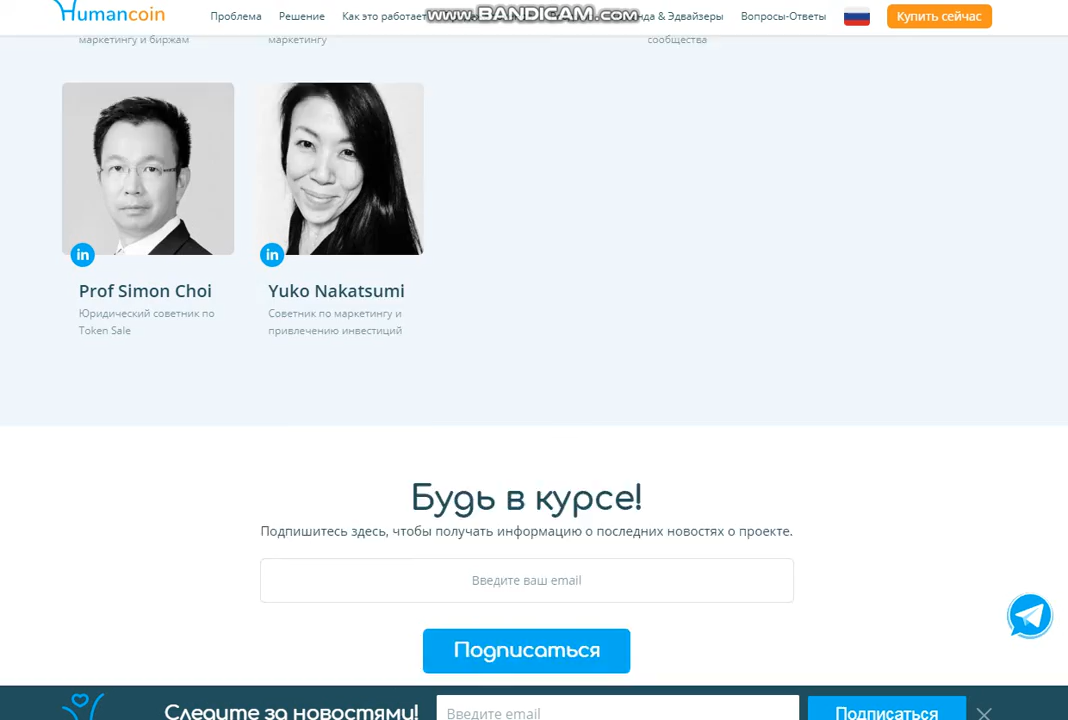 Humancoin
Проблема Решение Как это работает WWW.BANDICAM.COM & Эдвайзеры Вопросы-Ответы Купить сейчас
маркетингу и биржам маркетингу сообщества
in in
Prof Simon Choi Yuko Nakatsumi
Юридический советник по Советник по маркетингу и
Token Sale привлечению инвестиций
Будь в курсе!
Подпишитесь здесь, чтобы получать информацию о последних новостях о проекте.
Введите ваш email
Подписаться
Следите за новостями! Введите email Подписаться